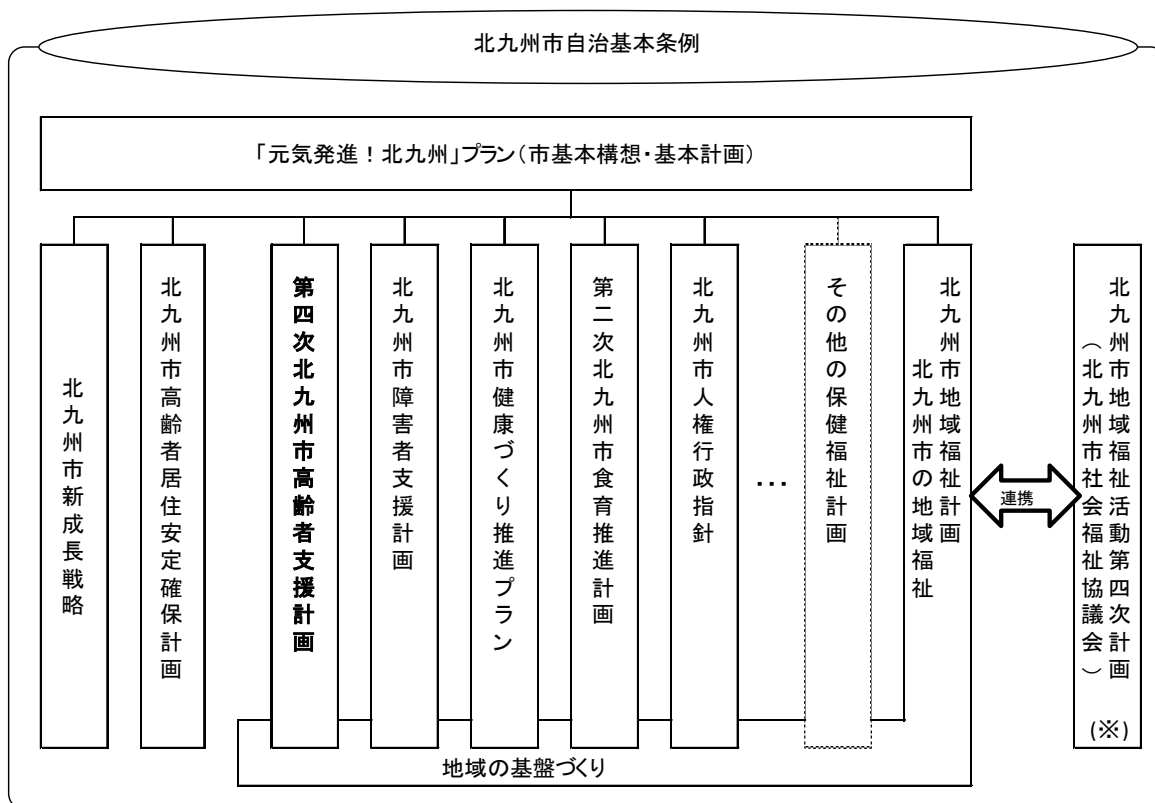 北九州市自治基本条例
「元気発進！北九州」プラン（市基本構想・基本計画）
北九州市新成長戦略
北九州市高齢者居住安定確保計画
第四次北九州市高齢者支援計画
北九州市障害者支援計画
北九州市健康づくり推進プラン
第二次北九州市食育推進計画
北九州市人権行政指針
…
その他の保健福祉計画
北九州市地域福祉計画
北九州市の地域福祉
連携
北九州市地域福祉活動第四次計画
（北九州市社会福祉協議会）
(※)
地域の基盤づくり